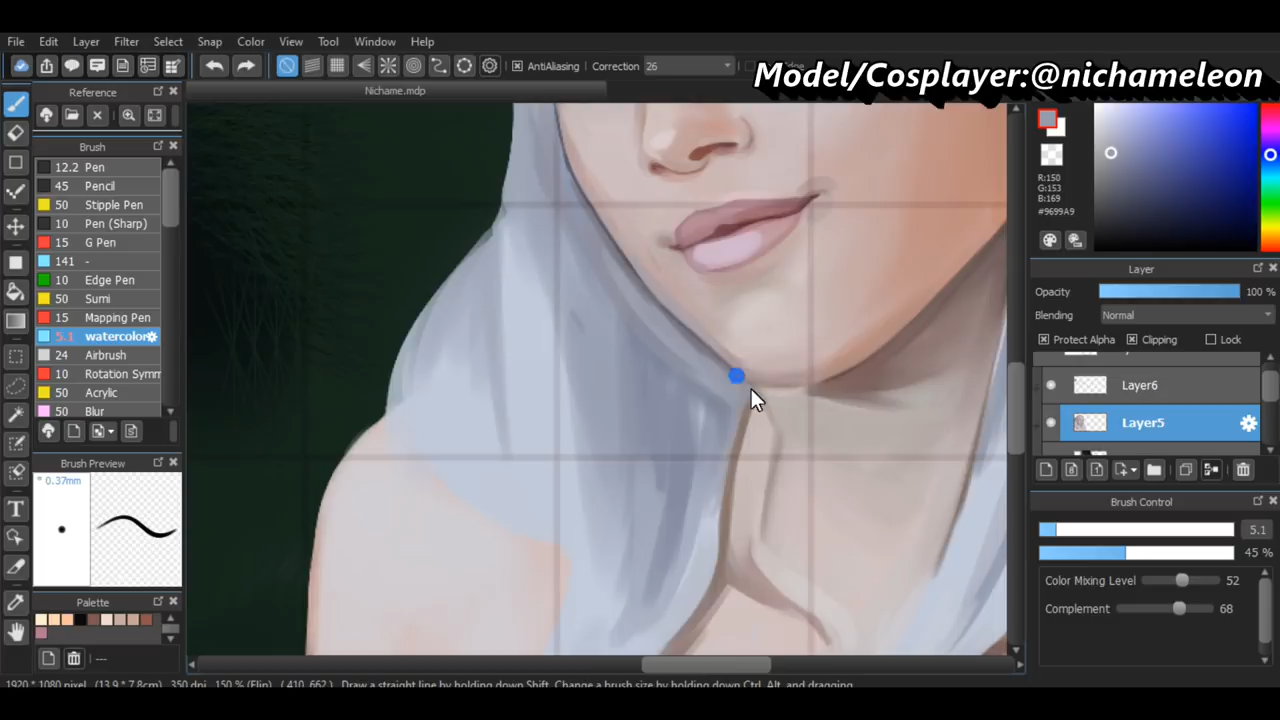 File Edit Layer Filter Select Snap Color View Tool Window Help
Model/Cosplayer:@nichameleon
AntiAliasing Correction 26
Reference
Nichame.mdp
Brush
12.2 Pen
45 Pencil
50 Stipple Pen
10 Pen (Sharp)
15 G Pen
141 -
10 Edge Pen
50 Sumi
15 Mapping Pen
5.1 watercolor
24 Airbrush
10 Rotation Symm
50 Acrylic
50 Blur
Brush Preview
* 0.37mm
Palette
---
R:150
G:153
B:169
#9699A9
Layer
Opacity 100 %
Blending Normal
Protect Alpha Clipping Lock
Layer6
Layer5
Brush Control
5.1
45 %
Color Mixing Level 52
Complement 68
1920 * 1080 pixel (13.9 * 7.8cm) 350 dpi 150 % (Flip) ( 410, 662 ) Draw a straight line by holding down Shift, Change a brush size by holding down Ctrl, Alt, and dragging